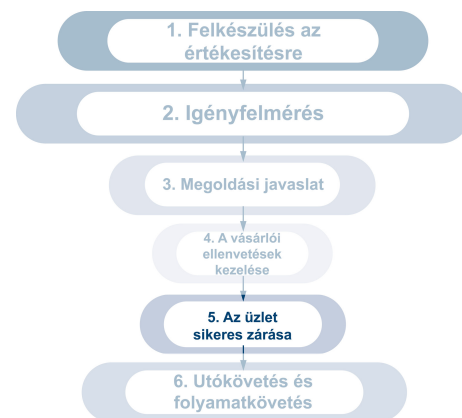 1. Felkészülés az
értékesítésre
2. Igényfelmérés
3. Megoldási javaslat
4. A vásárlói
ellenvetések
kezelése
5. Az üzlet
sikeres zárása
6. Utókövetés és
folyamatkövetés